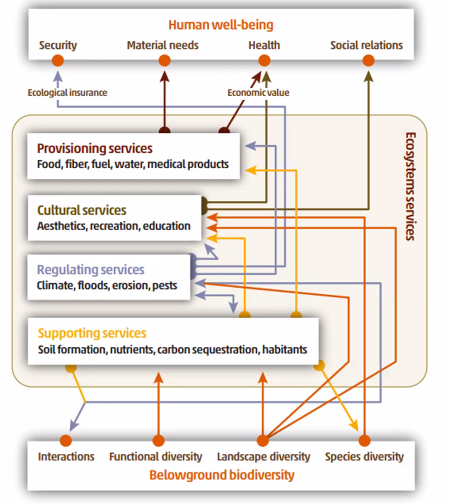 Human well-being
Security Material needs Health Social relations
Ecological insurance Economic value
Ecosystems services
Provisioning services
Food, fiber, fuel, water, medical products
Cultural services
Aesthetics, recreation, education
Regulating services
Climate, floods, erosion, pests
Supporting services
Soil formation, nutrients, carbon sequestration, habitants
Interactions Functional diversity Landscape diversity Species diversity
Belowground biodiversity